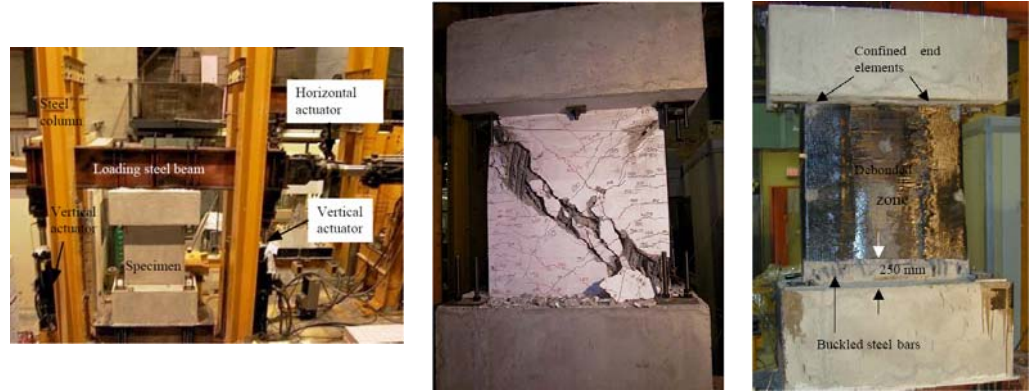 Steel
column
Horizontal
actuator
Loading steel beam
Vertical
actuator
Vertical
actuator
Specimen
Confined end
elements
Debonded
zone
250 mm
Buckled steel bars